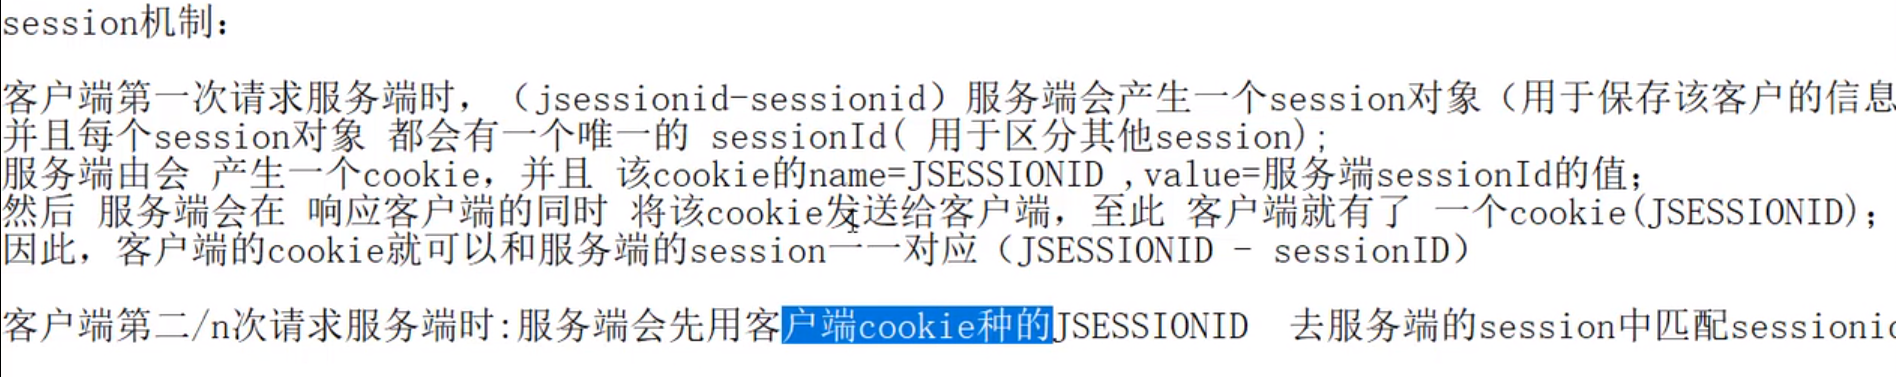 session机制：
客户端第一次请求服务端时，（jsessionid-sessionid）服务端会产生一个session对象（用于保存该客户的信息
并且每个session对象 都会有一个唯一的 sessionId( 用于区分其他session);
服务端由会 产生一个cookie，并且 该cookie的name=JSESSIONID ,value=服务端sessionId的值；
然后 服务端会在 响应客户端的同时 将该cookie发送给客户端，至此 客户端就有了 一个cookie(JSESSIONID)；
因此，客户端的cookie就可以和服务端的session一一对应（JSESSIONID - sessionID）
客户端第二/n次请求服务端时:服务端会先用客户端cookie种的JSESSIONID  去服务端的session中匹配sessionid